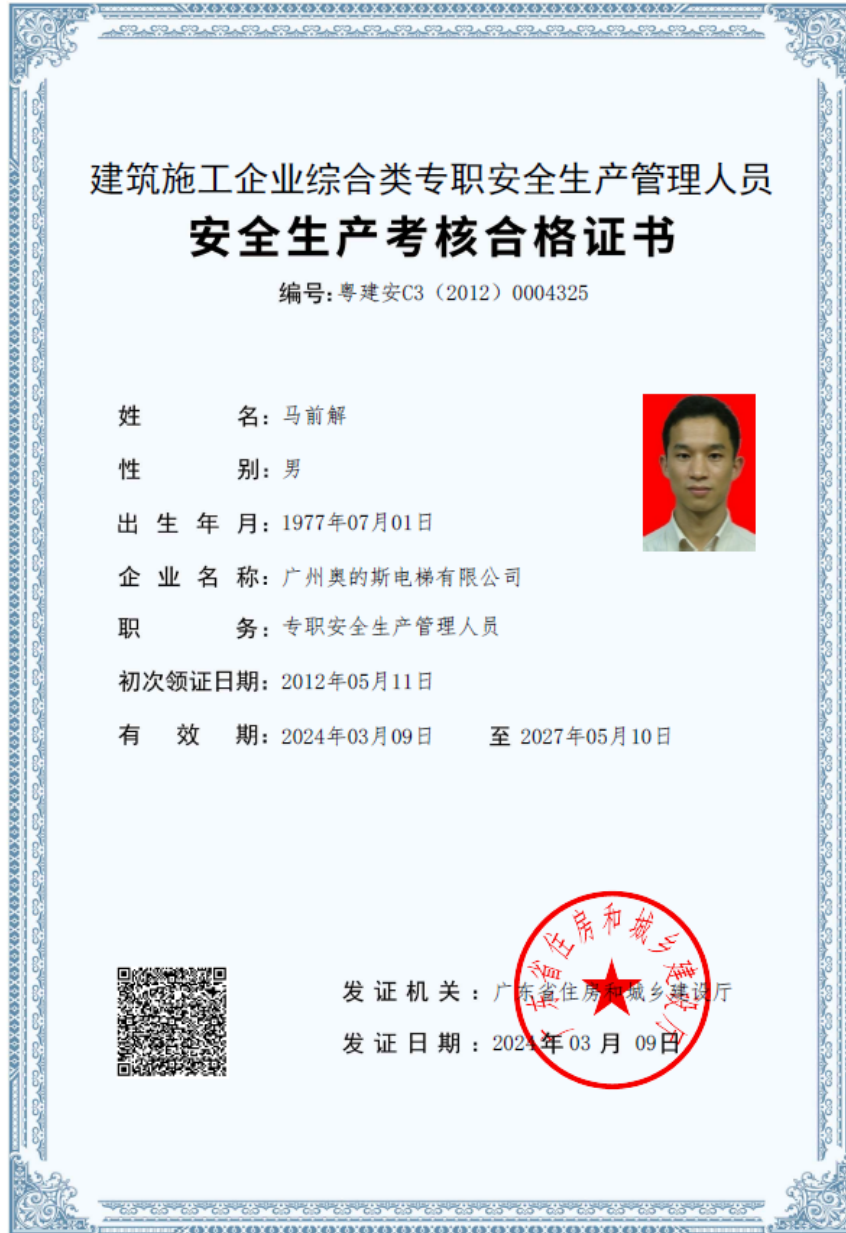 建筑施工企业综合类专职安全生产管理人员
安全生产考核合格证书
编号:粤建安C3（2012）0004325
姓 名：马前解
性 别：男
出 生 年 月：1977年07月01日
企 业 名 称：广州奥的斯电梯有限公司
职 务：专职安全生产管理人员
初次领证日期：2012年05月11日
有 效 期：2024年03月09日 至 2027年05月10日
广东省住房和城乡建设厅
发 证 机 关 ：广东省住房和城乡建设厅
发 证 日 期 ：2024年 03 月 09日